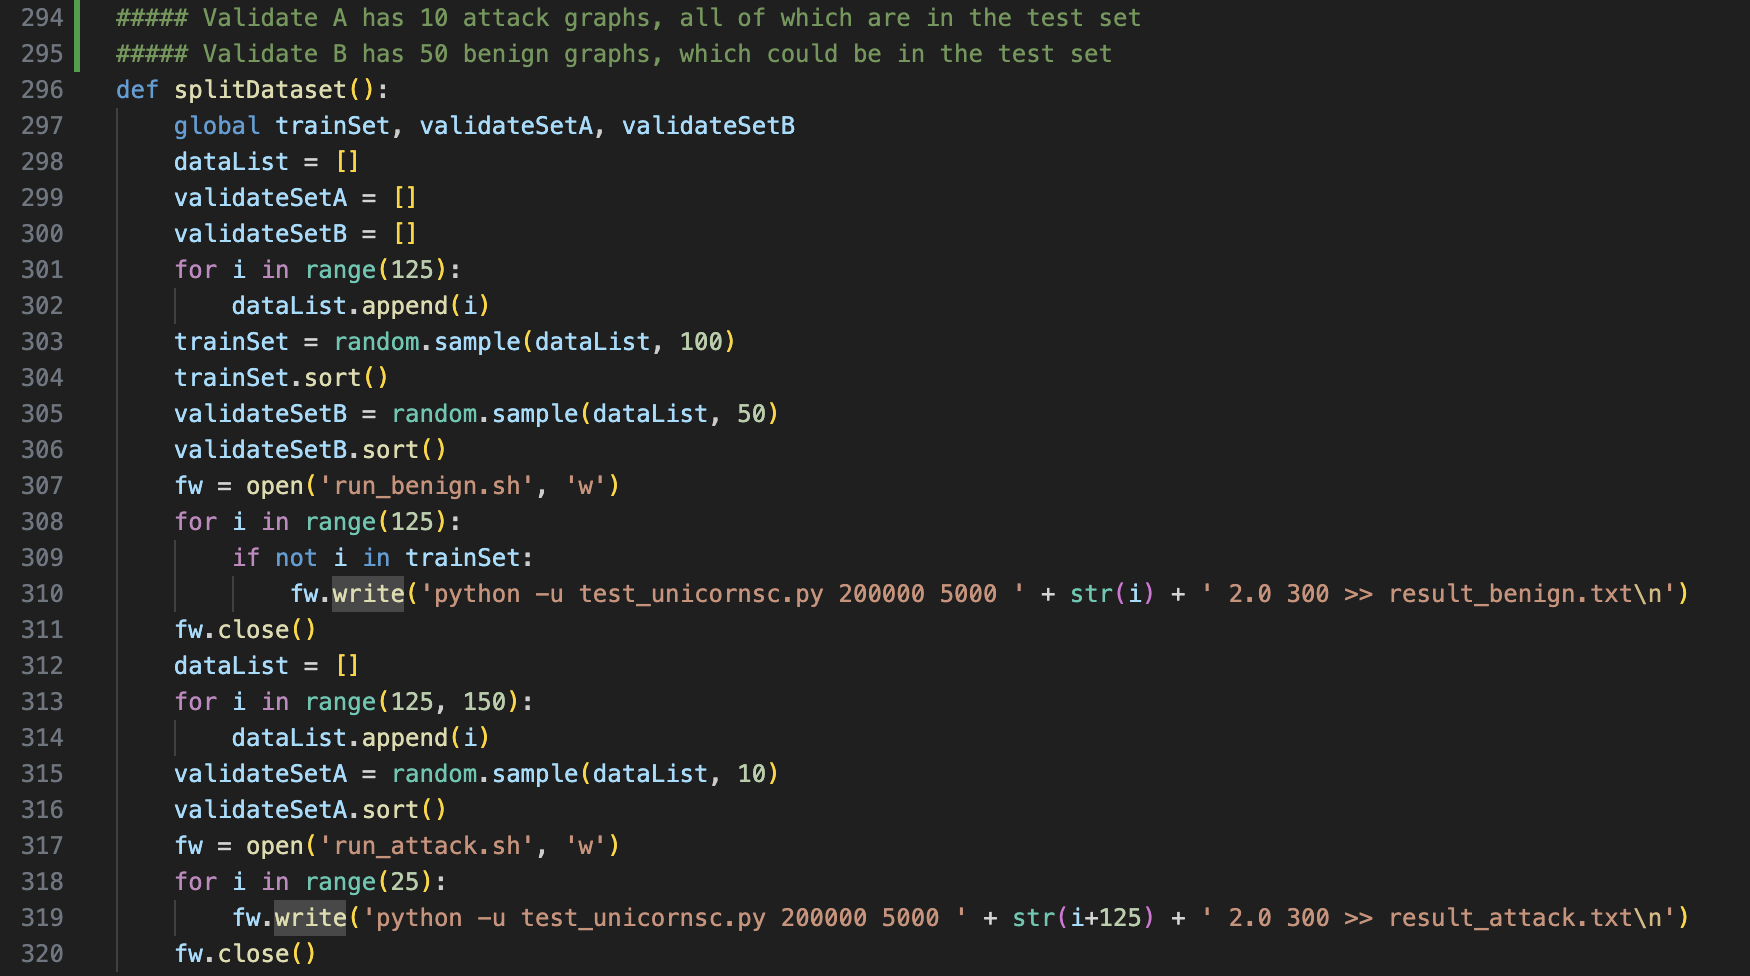 294 ##### Validate A has 10 attack graphs, all of which are in the test set
295 ##### Validate B has 50 benign graphs, which could be in the test set
296 def splitDataset():
297     global trainSet, validateSetA, validateSetB
298     dataList = []
299     validateSetA = []
300     validateSetB = []
301     for i in range(125):
302         dataList.append(i)
303     trainSet = random.sample(dataList, 100)
304     trainSet.sort()
305     validateSetB = random.sample(dataList, 50)
306     validateSetB.sort()
307     fw = open('run_benign.sh', 'w')
308     for i in range(125):
309         if not i in trainSet:
310             fw.write('python -u test_unicornsc.py 200000 5000 ' + str(i) + ' 2.0 300 >> result_benign.txt\n')
311     fw.close()
312     dataList = []
313     for i in range(125, 150):
314         dataList.append(i)
315     validateSetA = random.sample(dataList, 10)
316     validateSetA.sort()
317     fw = open('run_attack.sh', 'w')
318     for i in range(25):
319         fw.write('python -u test_unicornsc.py 200000 5000 ' + str(i+125) + ' 2.0 300 >> result_attack.txt\n')
320     fw.close()